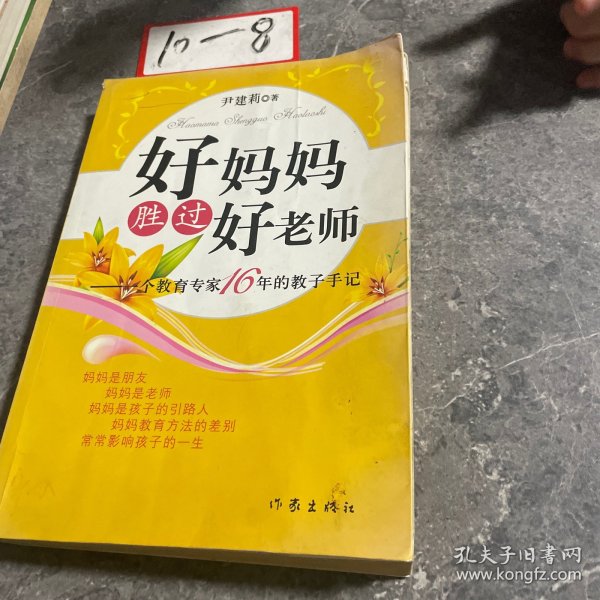 10-8
尹建莉●著
Haomama Shengguo Haolaoshi
好妈妈
胜过好老师
——一个教育专家16年的教子手记
妈妈是朋友
妈妈是老师
妈妈是孩子的引路人
妈妈教育方法的差别
常常影响孩子的一生
作家出版社
孔夫子旧书网
www.kongfz.com